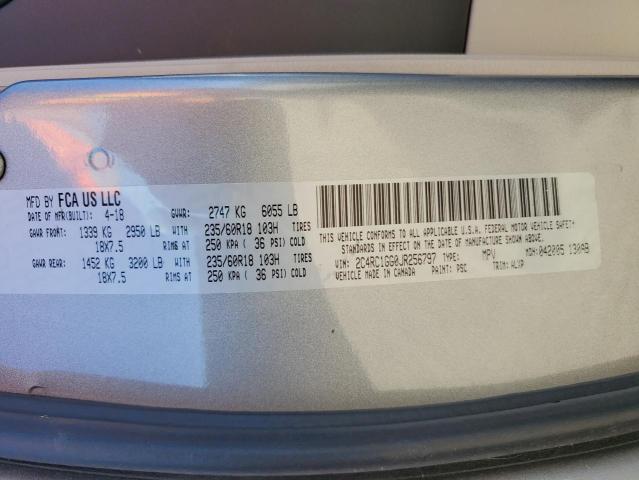 MFD BY FCA US LLC
DATE OF MFR(BUILT): 4-18 GVWR: 2747 KG 6055 LB
GAWR FRONT: 1339 KG 2950 LB WITH 235/60R18 103H TIRES
18X7.5 RIMS AT 250 KPA ( 36 PSI) COLD
GAWR REAR: 1452 KG 3200 LB WITH 235/60R18 103H TIRES
18X7.5 RIMS AT 250 KPA ( 36 PSI) COLD
THIS VEHICLE CONFORMS TO ALL APPLICABLE U.S.A. FEDERAL MOTOR VEHICLE SAFETY
STANDARDS IN EFFECT ON THE DATE OF MANUFACTURE SHOWN ABOVE.
VIN: 2C4RC1GG0JR256797 TYPE: MPV MDH: 042005 130AB
VEHICLE MADE IN CANADA PAINT: PSC TRIM: ALXP